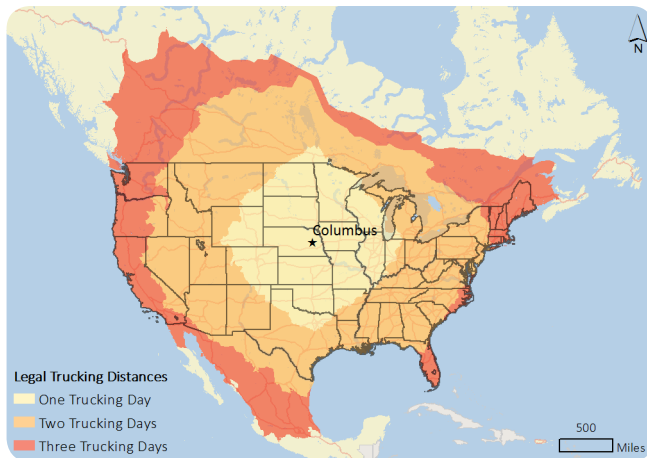 N
Columbus
Legal Trucking Distances
One Trucking Day
Two Trucking Days
Three Trucking Days
500
Miles